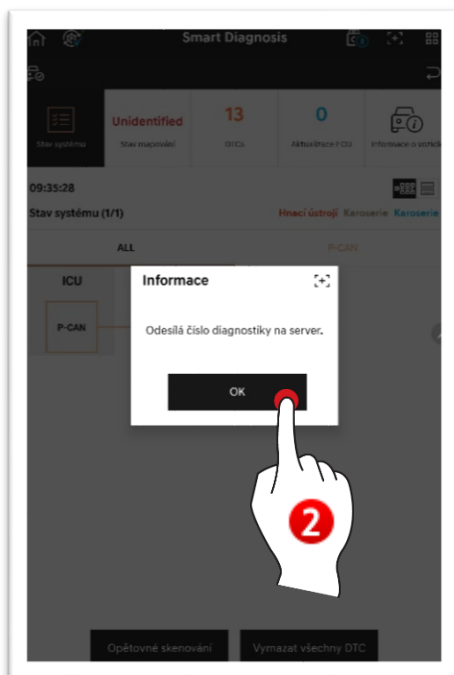 Smart Diagnosis
Stav systému
Unidentified
Stav mapování
13
DTCs
0
Aktualizace ECU
Informace o vozidle
09:35:28
Stav systému (1/1)
Hnací ústrojí Karoserie Karoserie
ALL
P-CAN
ICU
P-CAN
Informace
Odesílá číslo diagnostiky na server.
OK
2
Opětovné skenování
Vymazat všechny DTC